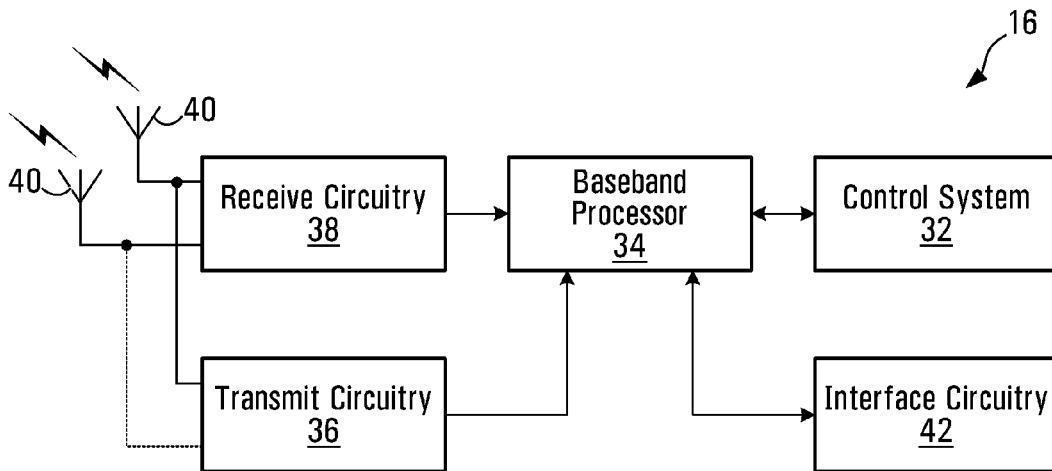 16
40
40
Receive Circuitry
38
Baseband
Processor
34
Control System
32
Transmit Circuitry
36
Interface Circuitry
42